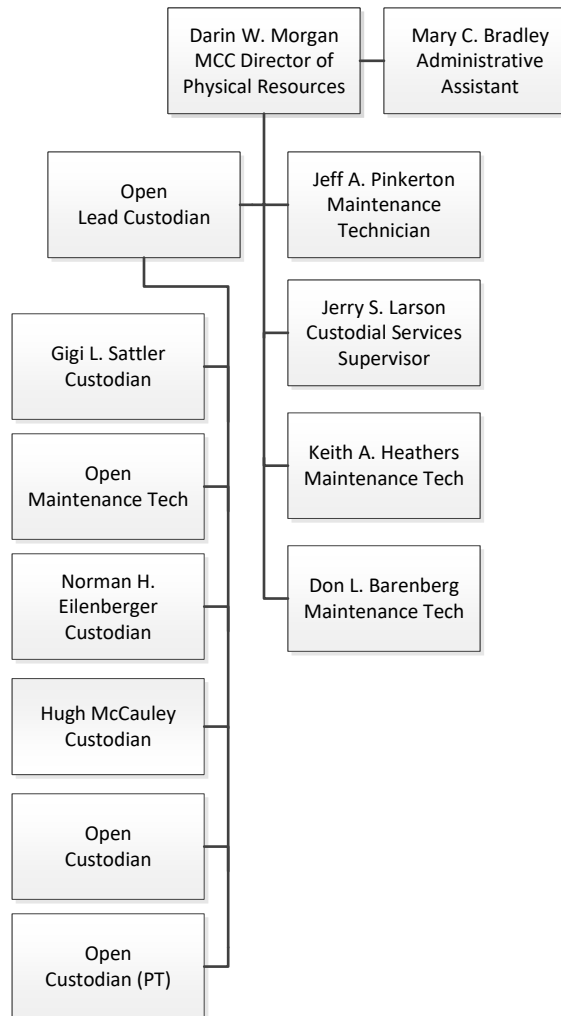 Darin W. Morgan
MCC Director of
Physical Resources
Mary C. Bradley
Administrative
Assistant
Open
Lead Custodian
Jeff A. Pinkerton
Maintenance
Technician
Jerry S. Larson
Custodial Services
Supervisor
Gigi L. Sattler
Custodian
Keith A. Heathers
Maintenance Tech
Open
Maintenance Tech
Don L. Barenberg
Maintenance Tech
Norman H.
Eilenberger
Custodian
Hugh McCauley
Custodian
Open
Custodian
Open
Custodian (PT)